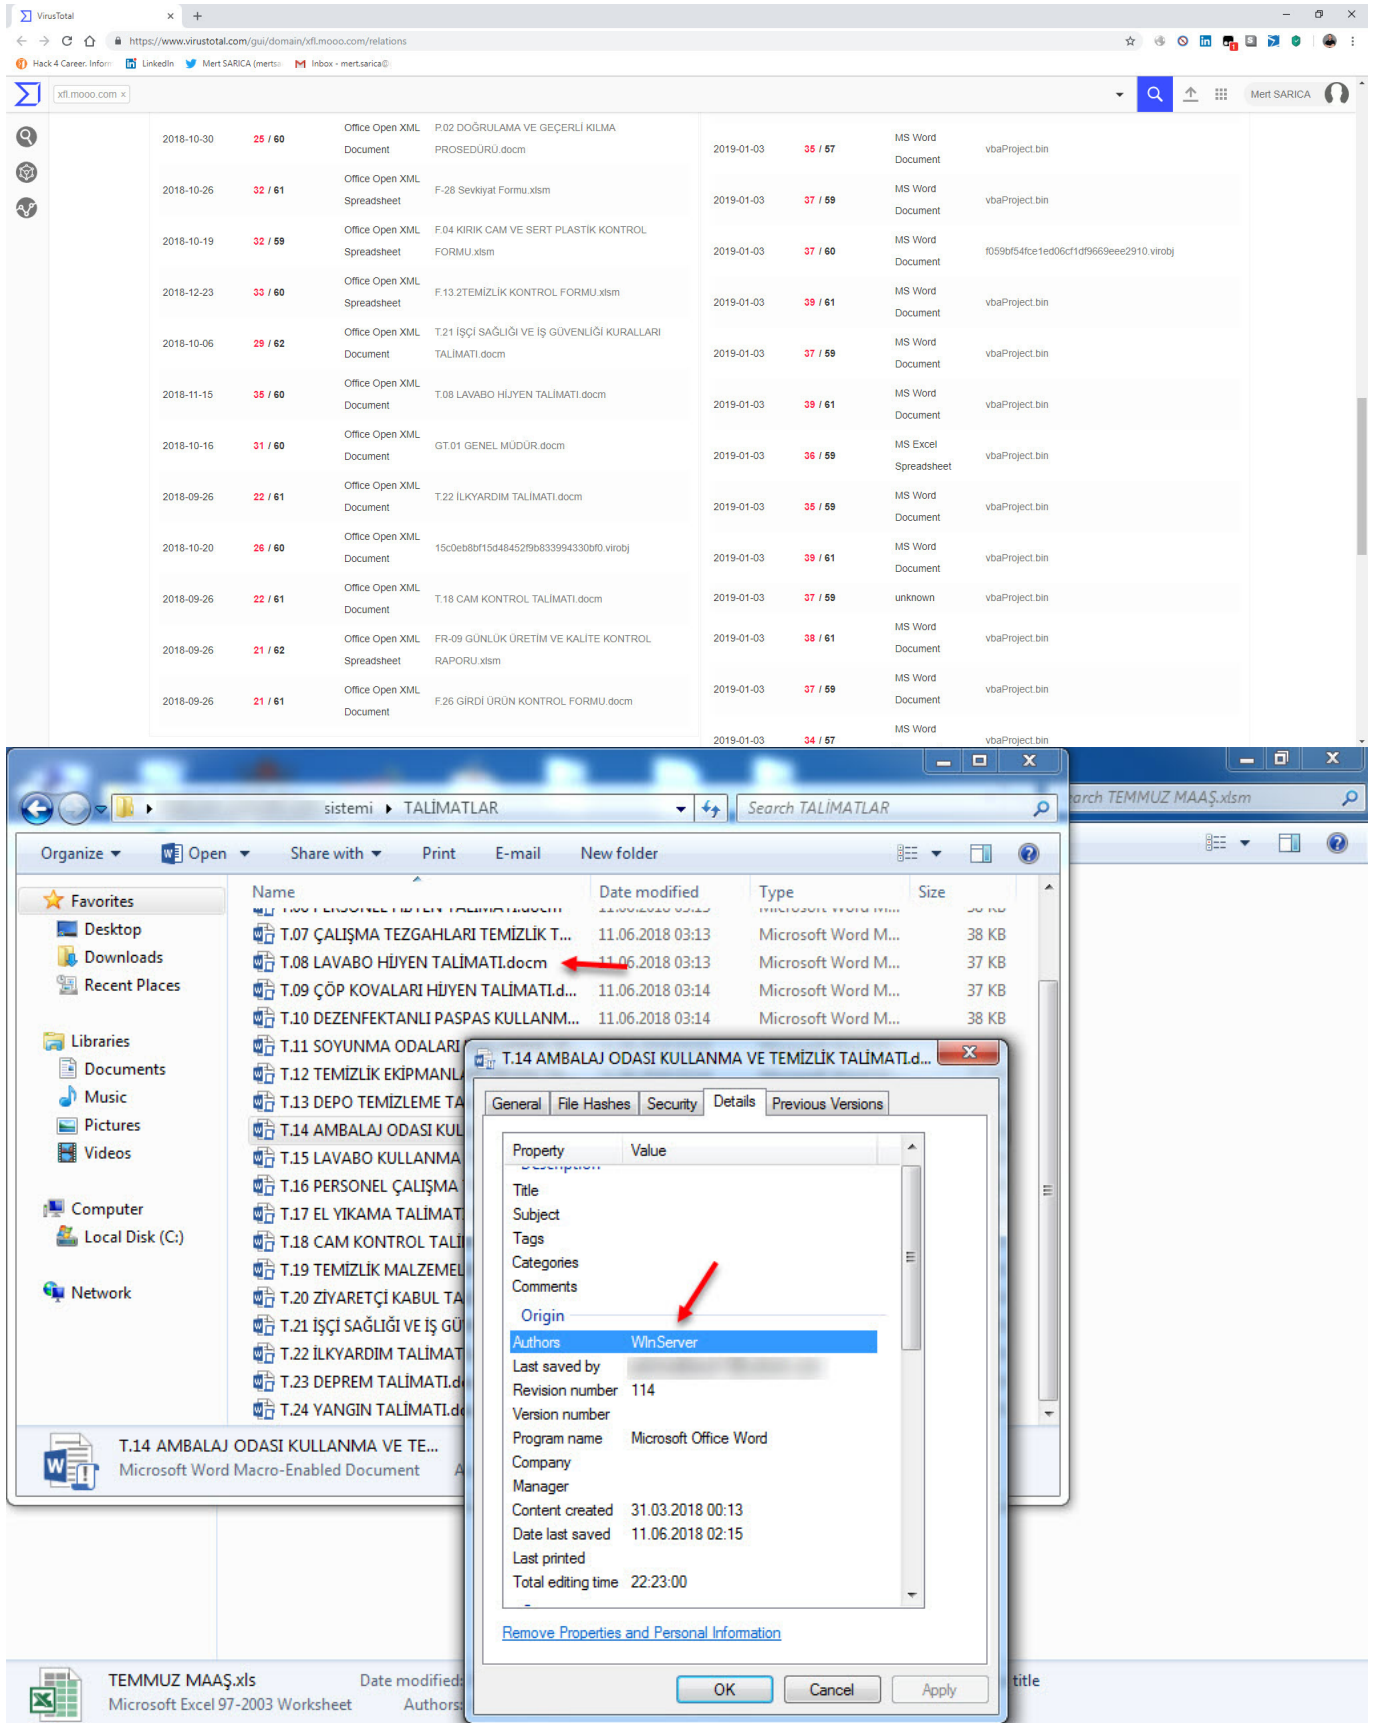 VirusTotal
https://www.virustotal.com/gui/domain/xfl.mooo.com/relations
Hack 4 Career. Inform
LinkedIn
Mert SARICA (mertsa
Inbox - mert.sarica@
xfl.mooo.com ×
Mert SARICA
2018-10-30 25 / 60 Office Open XML Document P.02 DOĞRULAMA VE GEÇERLİ KILMA PROSEDÜRÜ.docm
2018-10-26 32 / 61 Office Open XML Spreadsheet F-28 Sevkiyat Formu.xlsm
2018-10-19 32 / 59 Office Open XML Spreadsheet F.04 KIRIK CAM VE SERT PLASTİK KONTROL FORMU.xlsm
2018-12-23 33 / 60 Office Open XML Spreadsheet F.13.2TEMİZLİK KONTROL FORMU.xlsm
2018-10-06 29 / 62 Office Open XML Document T.21 İŞÇİ SAĞLIĞI VE İŞ GÜVENLİĞİ KURALLARI TALİMATI.docm
2018-11-15 35 / 60 Office Open XML Document T.08 LAVABO HİJYEN TALİMATI.docm
2018-10-16 31 / 60 Office Open XML Document GT.01 GENEL MÜDÜR.docm
2018-09-26 22 / 61 Office Open XML Document T.22 İLKYARDIM TALİMATI.docm
2018-10-20 26 / 60 Office Open XML Document 15c0eb8bf15d48452f9b833994330bf0.virobj
2018-09-26 22 / 61 Office Open XML Document T.18 CAM KONTROL TALİMATI.docm
2018-09-26 21 / 62 Office Open XML Spreadsheet FR-09 GÜNLÜK ÜRETİM VE KALİTE KONTROL RAPORU.xlsm
2018-09-26 21 / 61 Office Open XML Document F.26 GİRDİ ÜRÜN KONTROL FORMU.docm
2019-01-03 35 / 57 MS Word Document vbaProject.bin
2019-01-03 37 / 59 MS Word Document vbaProject.bin
2019-01-03 37 / 60 MS Word Document f059bf54fce1ed06cf1df9669eee2910.virobj
2019-01-03 39 / 61 MS Word Document vbaProject.bin
2019-01-03 37 / 59 MS Word Document vbaProject.bin
2019-01-03 39 / 61 MS Word Document vbaProject.bin
2019-01-03 36 / 59 MS Excel Spreadsheet vbaProject.bin
2019-01-03 35 / 59 MS Word Document vbaProject.bin
2019-01-03 39 / 61 MS Word Document vbaProject.bin
2019-01-03 37 / 59 unknown vbaProject.bin
2019-01-03 38 / 61 MS Word Document vbaProject.bin
2019-01-03 37 / 59 MS Word Document vbaProject.bin
2019-01-03 34 / 57 MS Word vbaProject.bin
sistemi ▸ TALİMATLAR
Search TALİMATLAR
arch TEMMUZ MAAŞ.xlsm
Organize Open Share with Print E-mail New folder
Favorites
Desktop
Downloads
Recent Places
Libraries
Documents
Music
Pictures
Videos
Computer
Local Disk (C:)
Network
Name Date modified Type Size
T.07 ÇALIŞMA TEZGAHLARI TEMİZLİK T... 11.06.2018 03:13 Microsoft Word M... 38 KB
T.08 LAVABO HİJYEN TALİMATI.docm 11.06.2018 03:13 Microsoft Word M... 37 KB
T.09 ÇÖP KOVALARI HİJYEN TALİMATI.d... 11.06.2018 03:14 Microsoft Word M... 37 KB
T.10 DEZENFEKTANLI PASPAS KULLANM... 11.06.2018 03:14 Microsoft Word M... 38 KB
T.11 SOYUNMA ODALARI
T.12 TEMİZLİK EKİPMANLA
T.13 DEPO TEMİZLEME TA
T.14 AMBALAJ ODASI KUL
T.15 LAVABO KULLANMA
T.16 PERSONEL ÇALIŞMA
T.17 EL YIKAMA TALİMAT
T.18 CAM KONTROL TALİ
T.19 TEMİZLİK MALZEMEL
T.20 ZİYARETÇİ KABUL TA
T.21 İŞÇİ SAĞLIĞI VE İŞ GÜ
T.22 İLKYARDIM TALİMAT
T.23 DEPREM TALİMATI.d
T.24 YANGIN TALİMATI.d
T.14 AMBALAJ ODASI KULLANMA VE TE...
Microsoft Word Macro-Enabled Document A
T.14 AMBALAJ ODASI KULLANMA VE TEMİZLİK TALİMATI.d...
General File Hashes Security Details Previous Versions
Property Value
Description
Title
Subject
Tags
Categories
Comments
Origin
Authors WInServer
Last saved by
Revision number 114
Version number
Program name Microsoft Office Word
Company
Manager
Content created 31.03.2018 00:13
Date last saved 11.06.2018 02:15
Last printed
Total editing time 22:23:00
Remove Properties and Personal Information
OK Cancel Apply
TEMMUZ MAAŞ.xls Date modified: title
Microsoft Excel 97-2003 Worksheet Authors: